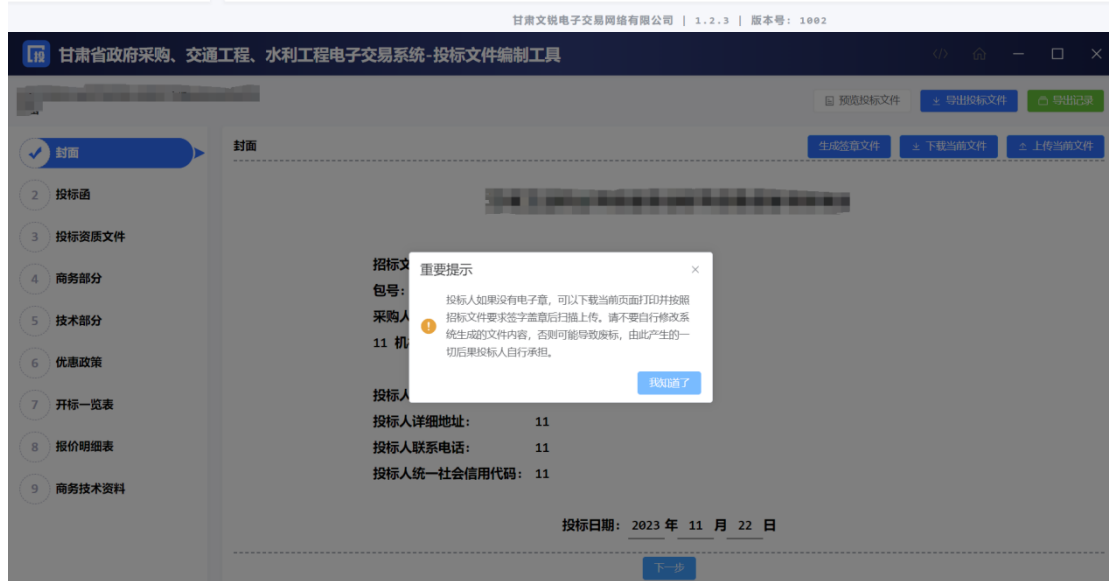 甘肃文锐电子交易网络有限公司 | 1.2.3 | 版本号: 1002
投 甘肃省政府采购、交通工程、水利工程电子交易系统-投标文件编制工具
预览投标文件 导出投标文件 导出记录
封面
封面 生成签章文件 下载当前文件 上传当前文件
2 投标函
3 投标资质文件
4 商务部分
5 技术部分
6 优惠政策
7 开标一览表
8 报价明细表
9 商务技术资料
招标文
包号:
采购人
11 机
重要提示
投标人如果没有电子章，可以下载当前页面打印并按照
招标文件要求签字盖章后扫描上传。请不要自行修改系
统生成的文件内容，否则可能导致废标，由此产生的一
切后果投标人自行承担。
我知道了
投标人
投标人详细地址: 11
投标人联系电话: 11
投标人统一社会信用代码: 11
投标日期: 2023 年 11 月 22 日
下一步